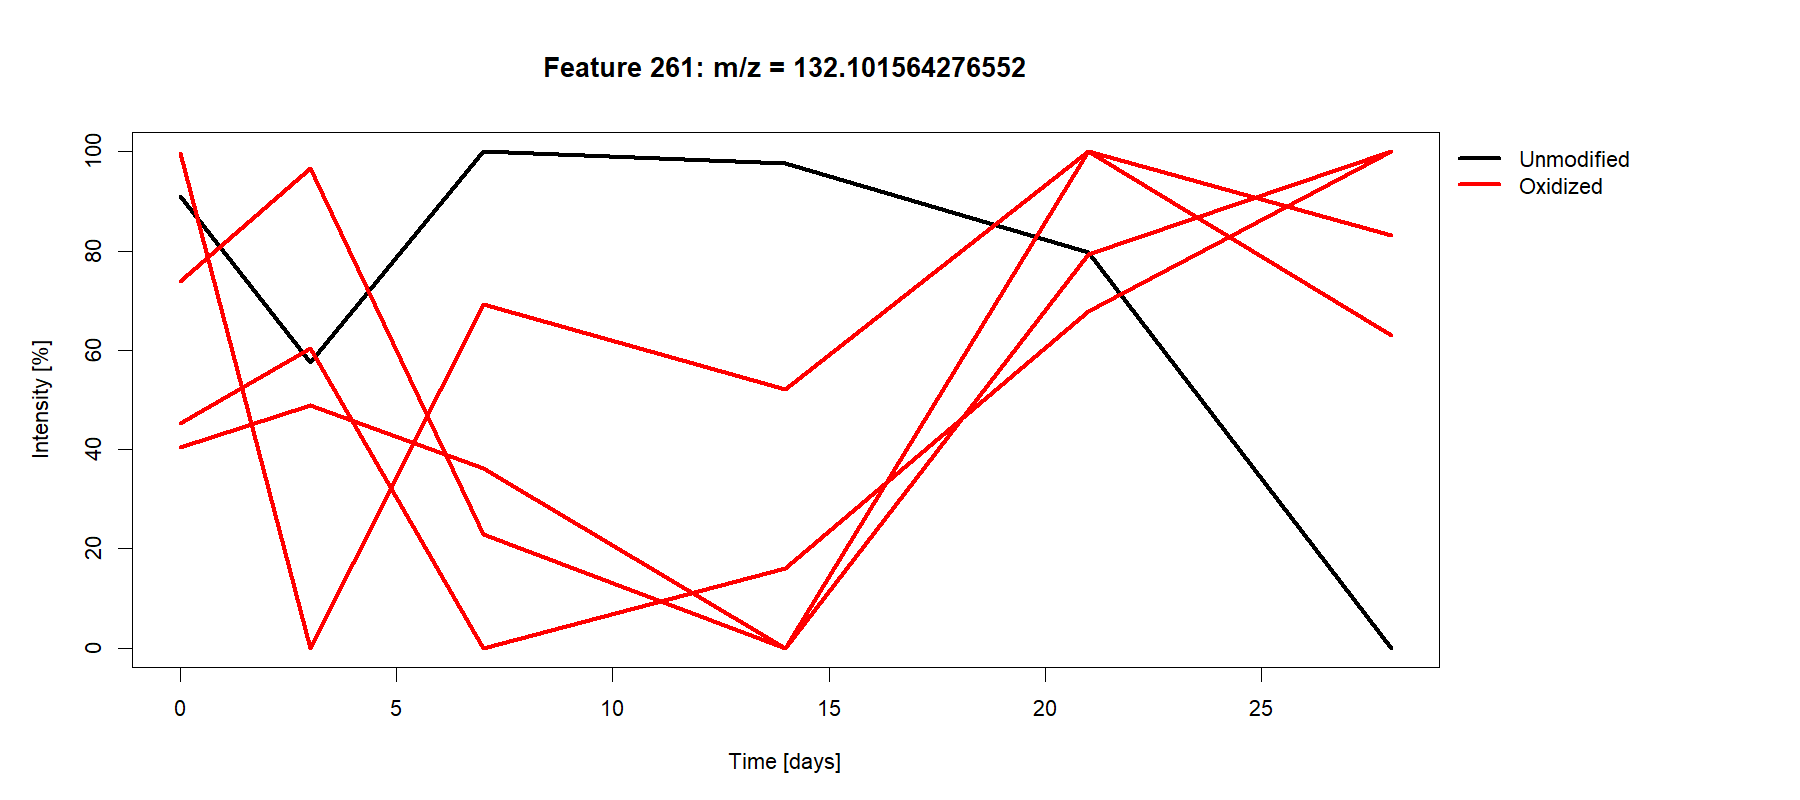 Feature 261: m/z = 132.101564276552
Unmodified
Oxidized
Intensity [%]
100
80
60
40
20
0
0 5 10 15 20 25
Time [days]